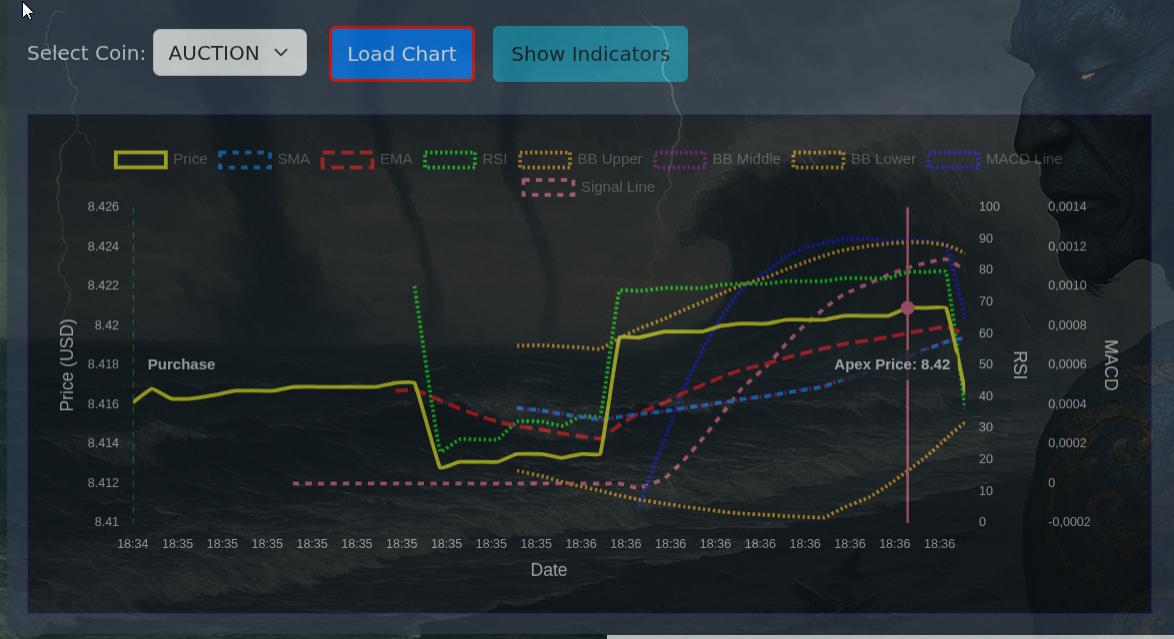 Select Coin: AUCTION Load Chart Show Indicators
Price SMA EMA RSI BB Upper BB Middle BB Lower MACD Line
Signal Line
8.426 100 0,0014
8.424 90 0,0012
80
8.422 0,0010
70
8.42 60 0,0008
Purchase Apex Price: 8.42
8.418 50 0,0006
Price (USD) RSI MACD
8.416 40 0,0004
30
8.414 0,0002
20
8.412 10 0
8.41 0 -0,0002
18:34 18:35 18:35 18:35 18:35 18:35 18:35 18:35 18:35 18:35 18:36 18:36 18:36 18:36 18:36 18:36 18:36 18:36 18:36
Date